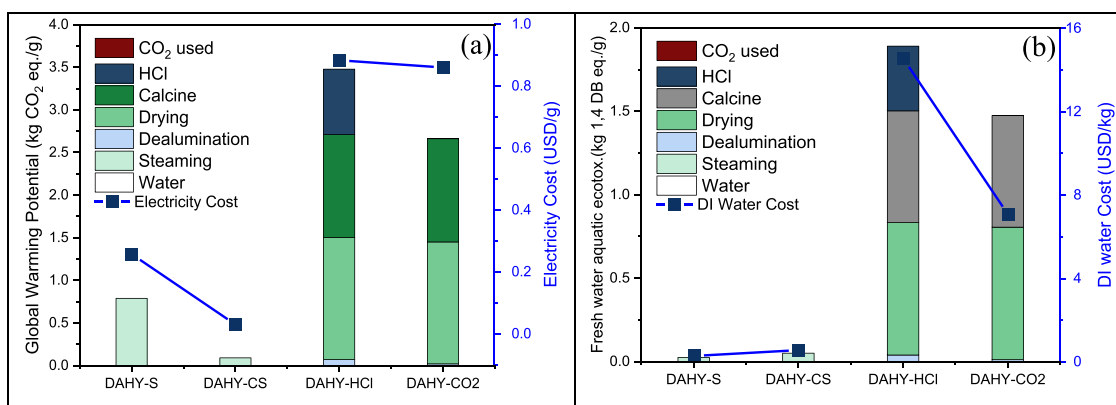 (a)
Global Warming Potential (kg CO₂ eq./g)
4.0
3.5
3.0
2.5
2.0
1.5
1.0
0.5
0.0
CO₂ used
HCl
Calcine
Drying
Dealumination
Steaming
Water
Electricity Cost
1.0
0.8
0.6
0.4
0.2
0.0
Electricity Cost (USD/g)
DAHY-S DAHY-CS DAHY-HCl DAHY-CO2
(b)
Fresh water aquatic ecotox.(kg 1,4 DB eq./g)
2.0
1.5
1.0
0.5
0.0
CO₂ used
HCl
Calcine
Drying
Dealumination
Steaming
Water
DI Water Cost
16
12
8
4
0
DI water Cost (USD/kg)
DAHY-S DAHY-CS DAHY-HCl DAHY-CO2